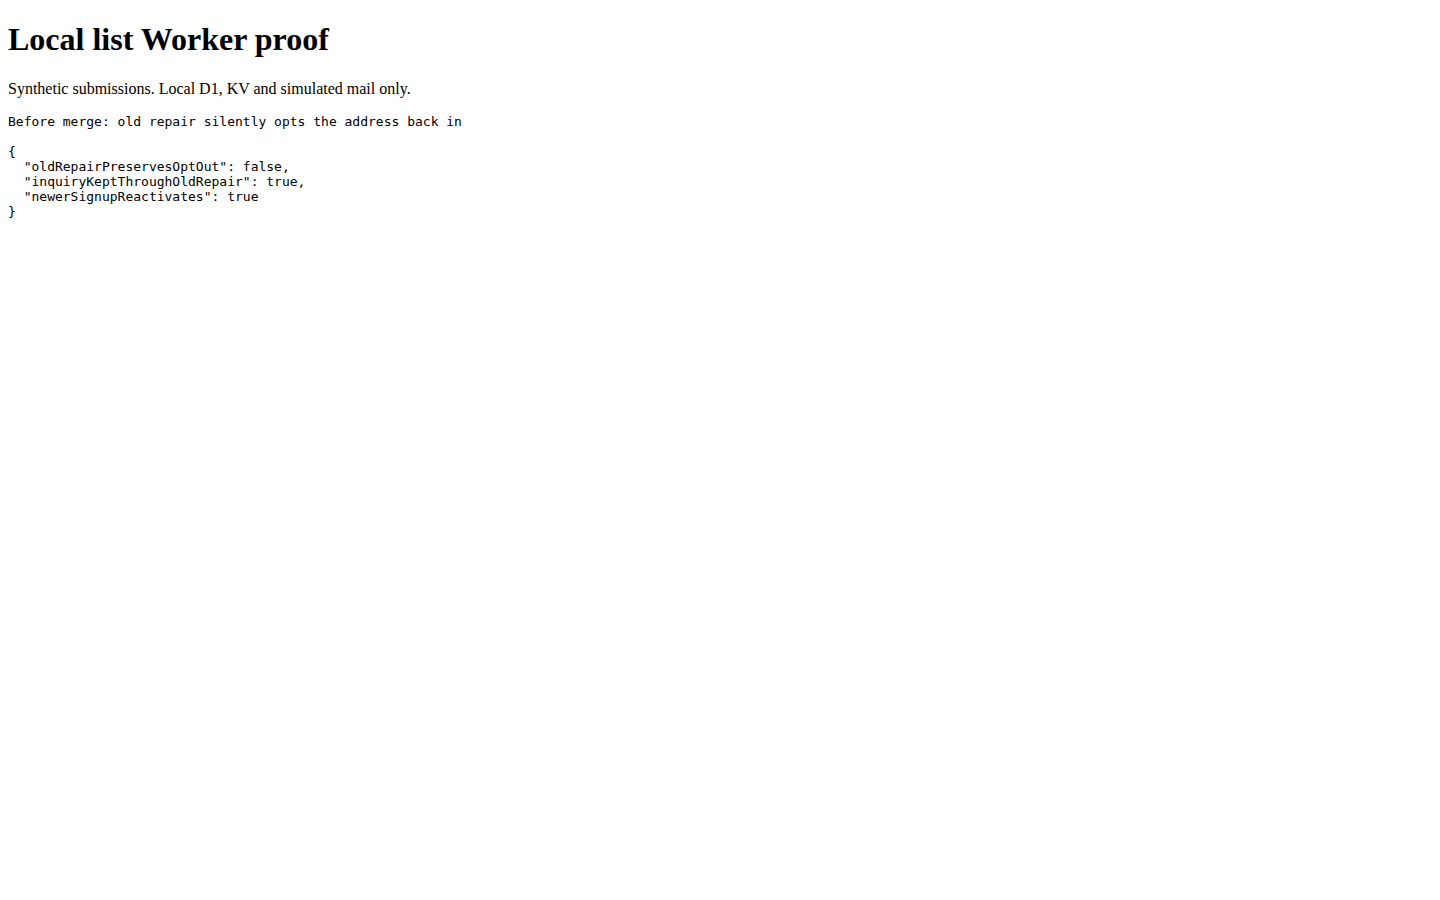 Local list Worker proof
Synthetic submissions. Local D1, KV and simulated mail only.
Before merge: old repair silently opts the address back in
{
  "oldRepairPreservesOptOut": false,
  "inquiryKeptThroughOldRepair": true,
  "newerSignupReactivates": true
}